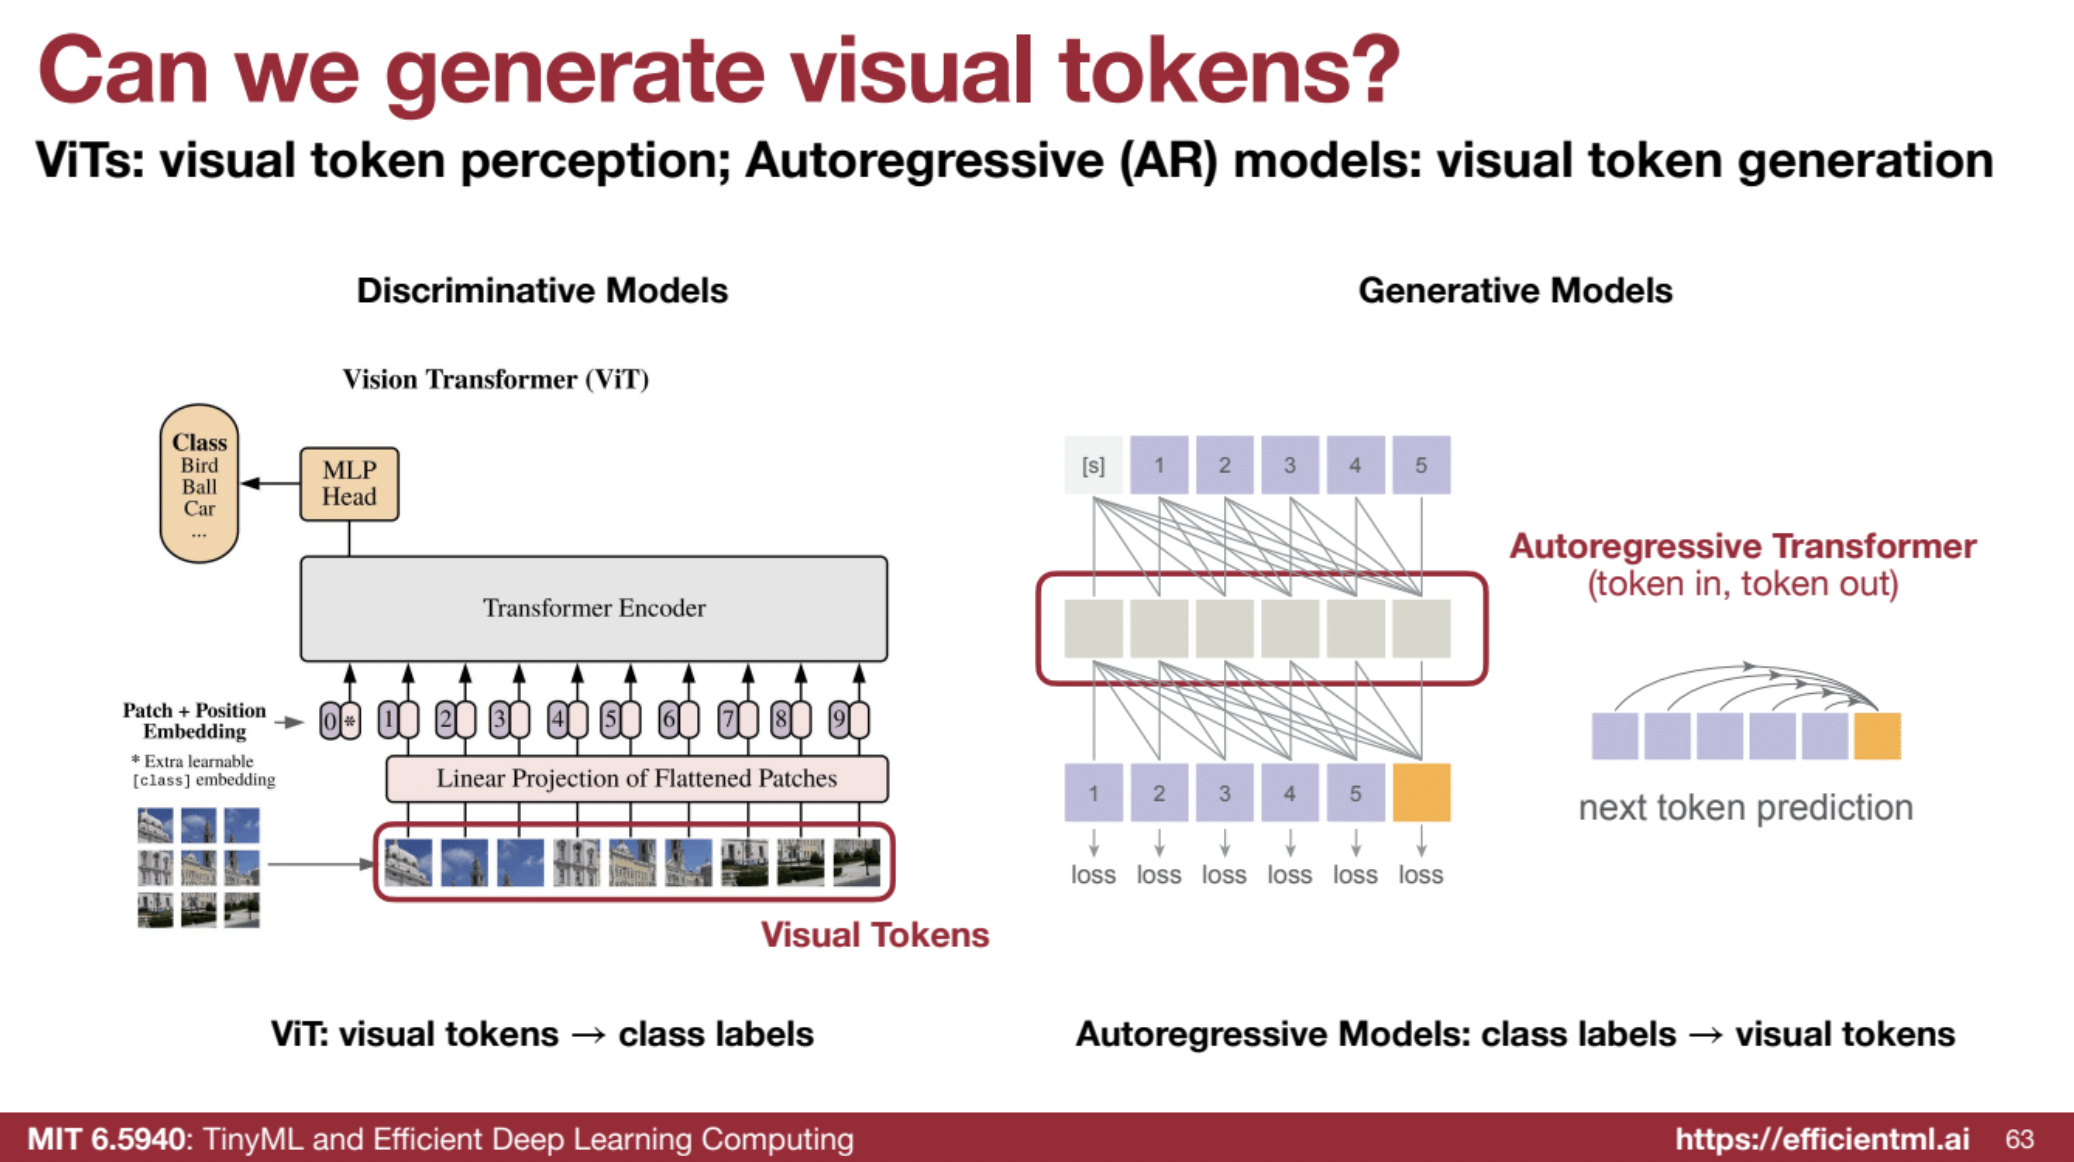 Can we generate visual tokens?
ViTs: visual token perception; Autoregressive (AR) models: visual token generation
Discriminative Models
Vision Transformer (ViT)
Class
Bird
Ball
Car
...
MLP
Head
Transformer Encoder
Patch + Position
Embedding
* Extra learnable
[class] embedding
0 * 1 2 3 4 5 6 7 8 9
Linear Projection of Flattened Patches
Visual Tokens
ViT: visual tokens → class labels
Generative Models
[s] 1 2 3 4 5
Autoregressive Transformer
(token in, token out)
1 2 3 4 5
loss loss loss loss loss loss
next token prediction
Autoregressive Models: class labels → visual tokens
MIT 6.5940: TinyML and Efficient Deep Learning Computing
https://efficientml.ai 63